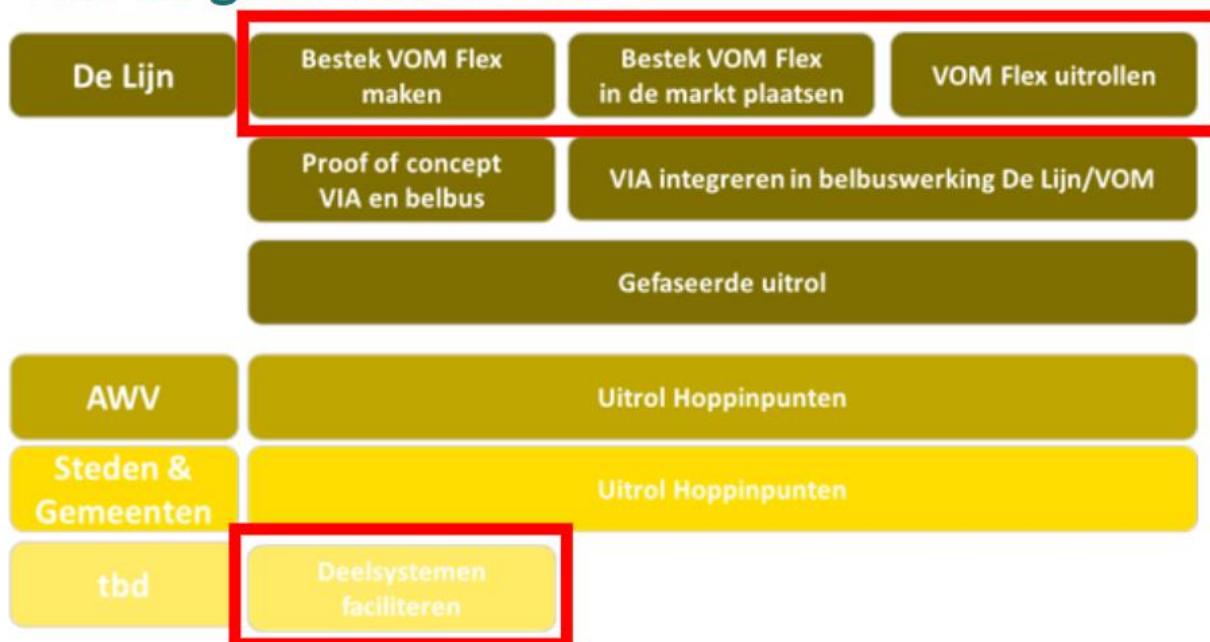 De Lijn
Bestek VOM Flex
maken
Bestek VOM Flex
in de markt plaatsen
VOM Flex uitrollen
Proof of concept
VIA en belbus
VIA integreren in belbuswerking De Lijn/VOM
Gefaseerde uitrol
AWV
Uitrol Hoppinpunten
Steden &
Gemeenten
Uitrol Hoppinpunten
tbd
Deelsystemen
faciliteren